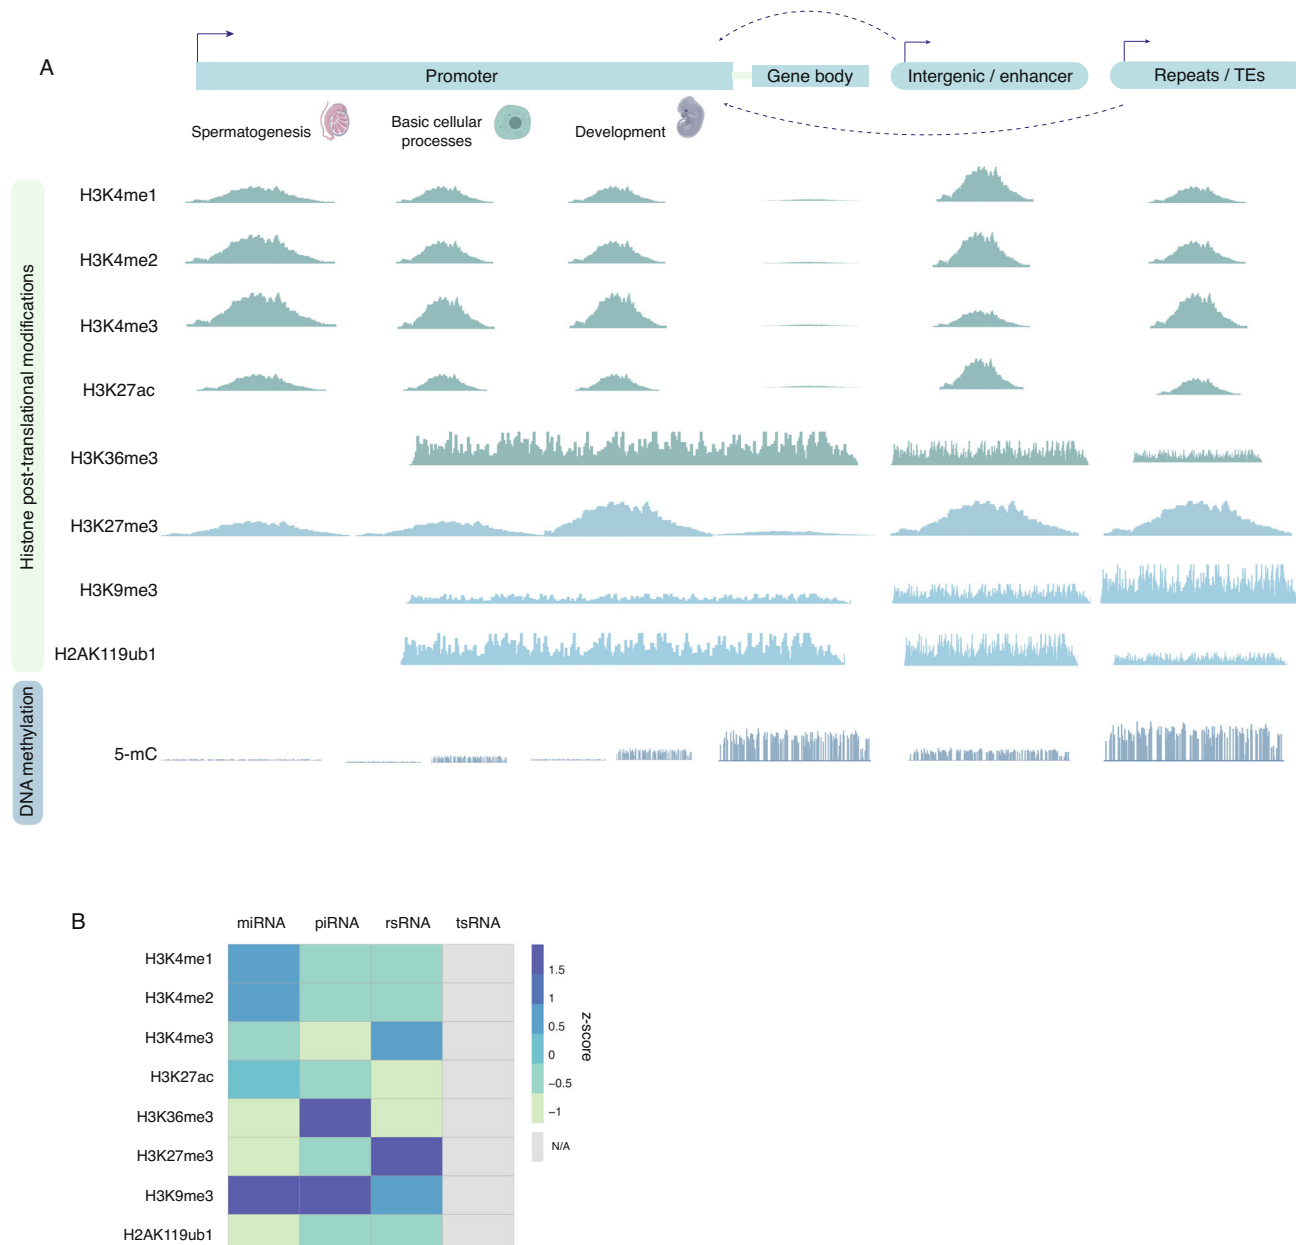 A
Promoter
Gene body
Intergenic / enhancer
Repeats / TEs
Spermatogenesis
Basic cellular
processes
Development
Histone post-translational modifications
H3K4me1
H3K4me2
H3K4me3
H3K27ac
H3K36me3
H3K27me3
H3K9me3
H2AK119ub1
DNA methylation
5-mC
B
miRNA
piRNA
rsRNA
tsRNA
H3K4me1
H3K4me2
H3K4me3
H3K27ac
H3K36me3
H3K27me3
H3K9me3
H2AK119ub1
1.5
1
0.5
0
−0.5
−1
N/A
z-score